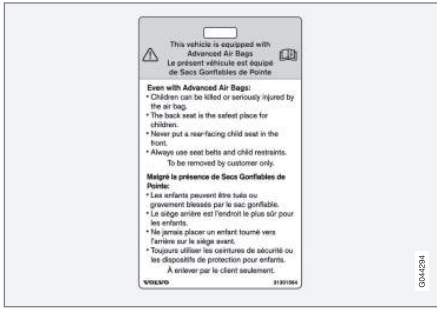 This vehicle is equipped with
Advanced Air Bags
Le présent véhicule est équipé
de Sacs Gonflables de Pointe
Even with Advanced Air Bags:
• Children can be killed or seriously injured by
the air bag.
• The back seat is the safest place for
children.
• Never put a rear-facing child seat in the
front.
• Always use seat belts and child restraints.
To be removed by customer only.
Malgré la présence de Sacs Gonflables de
Pointe:
• Les enfants peuvent être tués ou
gravement blessés par le sac gonflable.
• Le siège arrière est l'endroit le plus sûr pour
les enfants.
• Ne jamais placer un enfant tourné vers
l'arrière sur le siège avant.
• Toujours utiliser les ceintures de sécurité ou
les dispositifs de protection pour enfants.
À enlever par le client seulement.
VOLVO 31301564
G044294